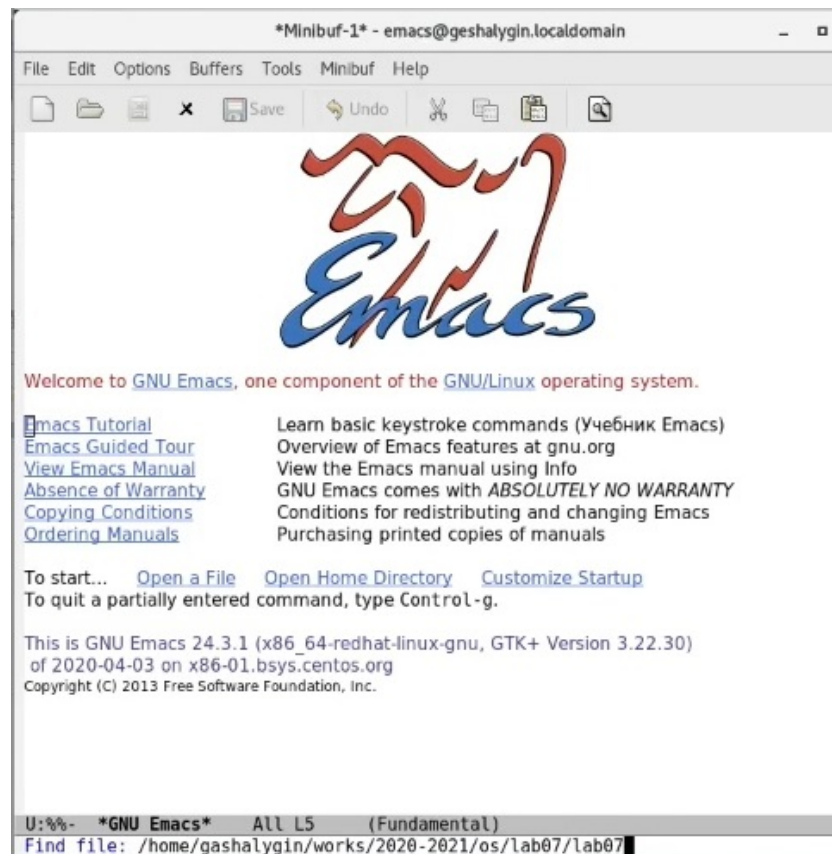 *Minibuf-1* - emacs@geshalygin.localdomain
File Edit Options Buffers Tools Minibuf Help
Save Undo
Emacs
Welcome to GNU Emacs, one component of the GNU/Linux operating system.
Emacs Tutorial Learn basic keystroke commands (Учебник Emacs)
Emacs Guided Tour Overview of Emacs features at gnu.org
View Emacs Manual View the Emacs manual using Info
Absence of Warranty GNU Emacs comes with ABSOLUTELY NO WARRANTY
Copying Conditions Conditions for redistributing and changing Emacs
Ordering Manuals Purchasing printed copies of manuals
To start... Open a File Open Home Directory Customize Startup
To quit a partially entered command, type Control-g.
This is GNU Emacs 24.3.1 (x86_64-redhat-linux-gnu, GTK+ Version 3.22.30)
of 2020-04-03 on x86-01.bsys.centos.org
Copyright (C) 2013 Free Software Foundation, Inc.
U:%%- *GNU Emacs* All L5 (Fundamental)
Find file: /home/gashalygin/works/2020-2021/os/lab07/lab07